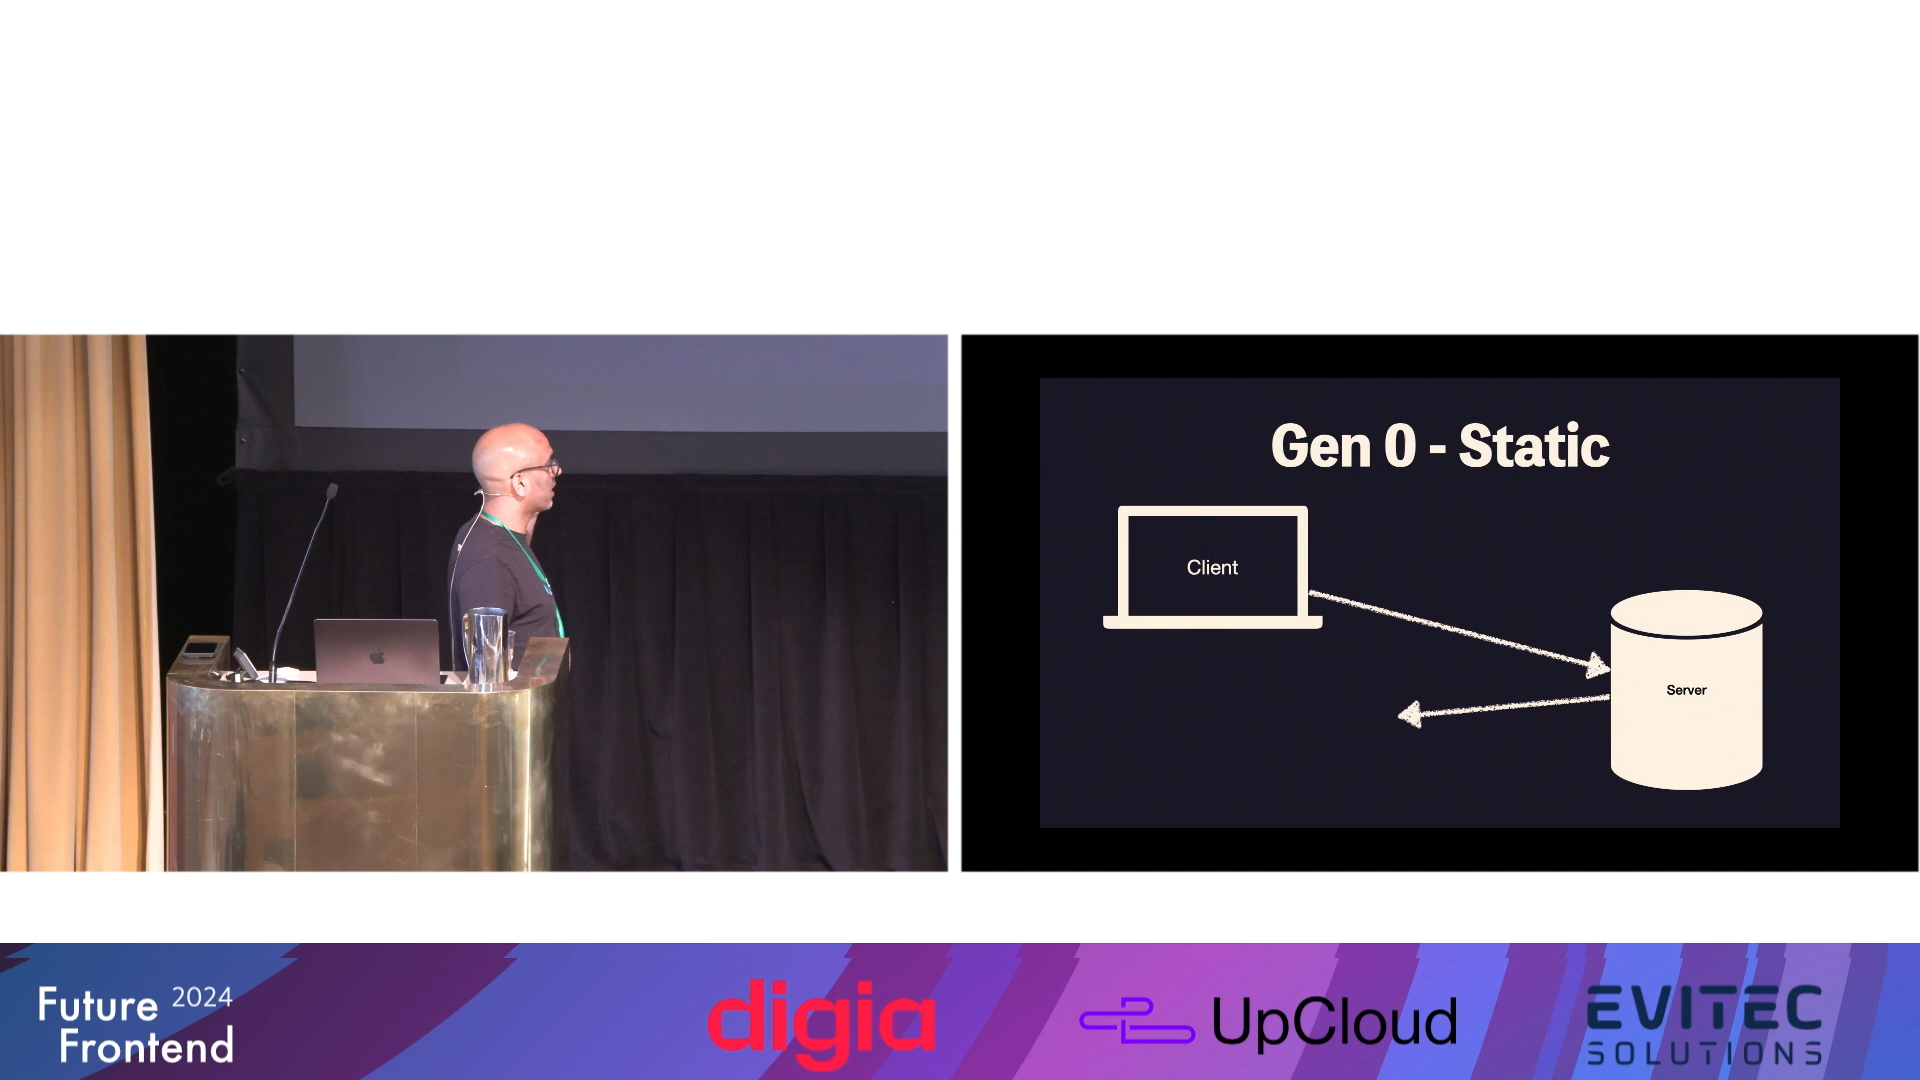 Gen 0 - Static
Client
Server
Future 2024
Frontend
digia
UpCloud
EVITEC
SOLUTIONS